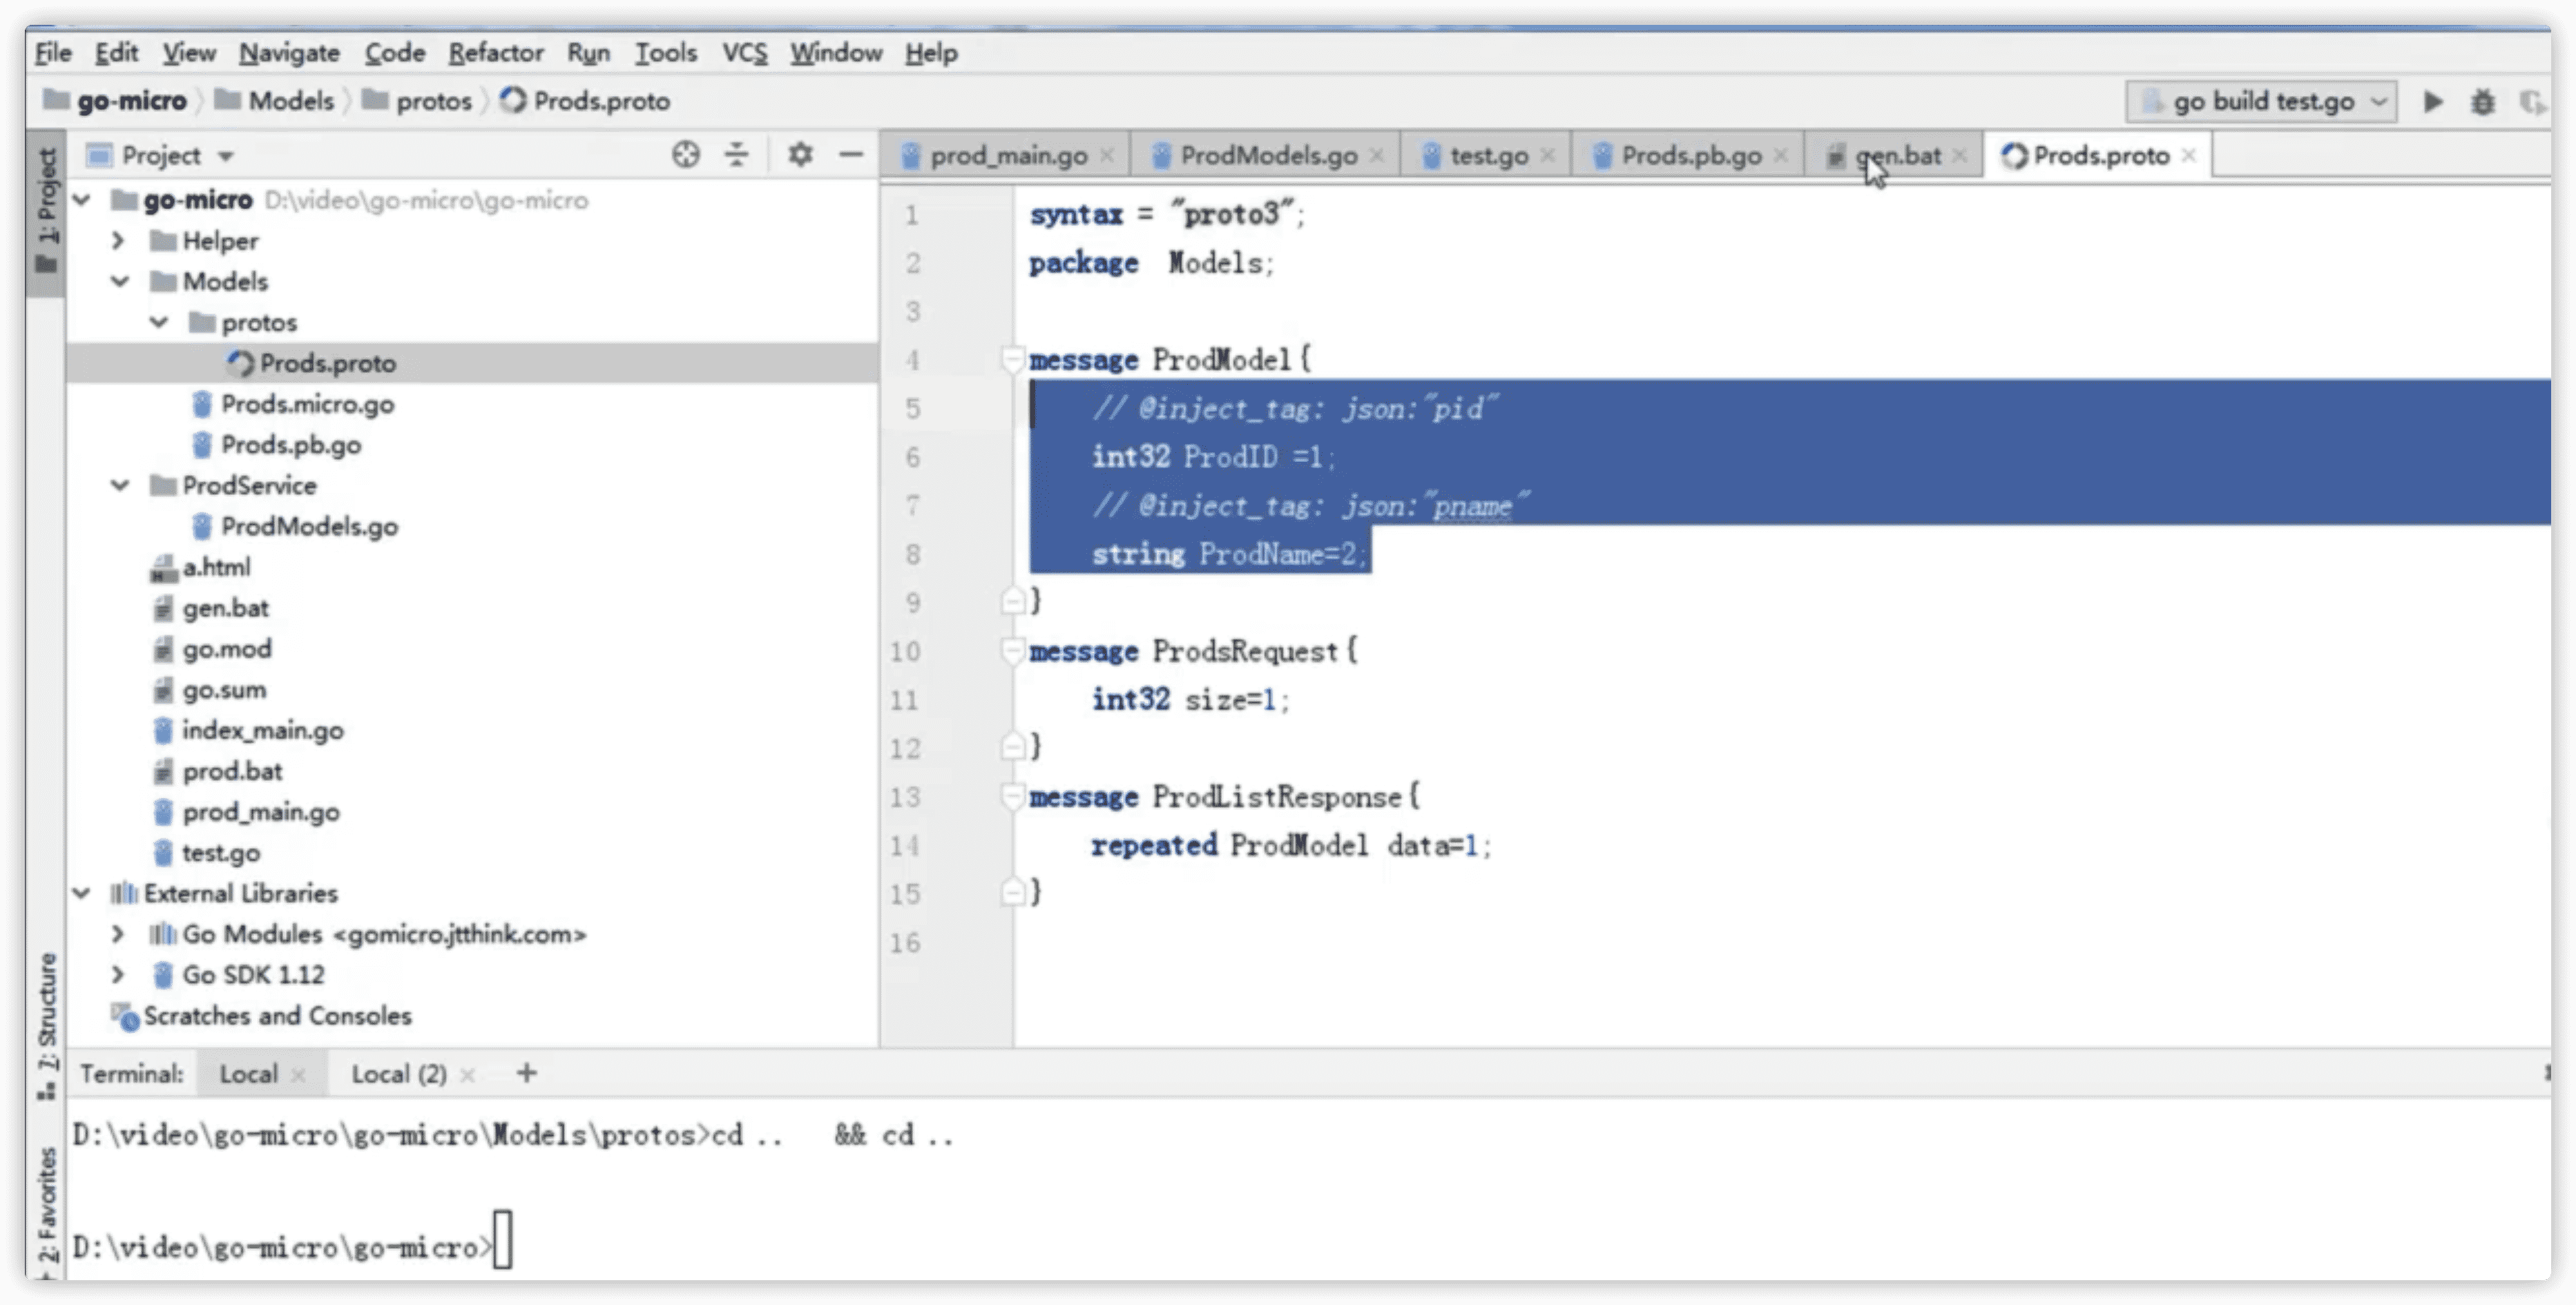 File Edit View Navigate Code Refactor Run Tools VCS Window Help
go-micro Models protos Prods.proto
go build test.go
1: Project
Project
go-micro D:\video\go-micro\go-micro
Helper
Models
protos
Prods.proto
Prods.micro.go
Prods.pb.go
ProdService
ProdModels.go
a.html
gen.bat
go.mod
go.sum
index_main.go
prod.bat
prod_main.go
test.go
External Libraries
Go Modules <gomicro.jtthink.com>
Go SDK 1.12
Scratches and Consoles
7: Structure
2: Favorites
prod_main.go ProdModels.go test.go Prods.pb.go gen.bat Prods.proto
1 syntax = "proto3";
2 package Models;
3
4 message ProdModel{
5 // @inject_tag: json:"pid"
6 int32 ProdID =1;
7 // @inject_tag: json:"pname"
8 string ProdName=2;
9 }
10 message ProdsRequest{
11 int32 size=1;
12 }
13 message ProdListResponse{
14 repeated ProdModel data=1;
15 }
16
Terminal: Local Local (2) +
D:\video\go-micro\go-micro\Models\protos>cd .. && cd ..
D:\video\go-micro\go-micro>